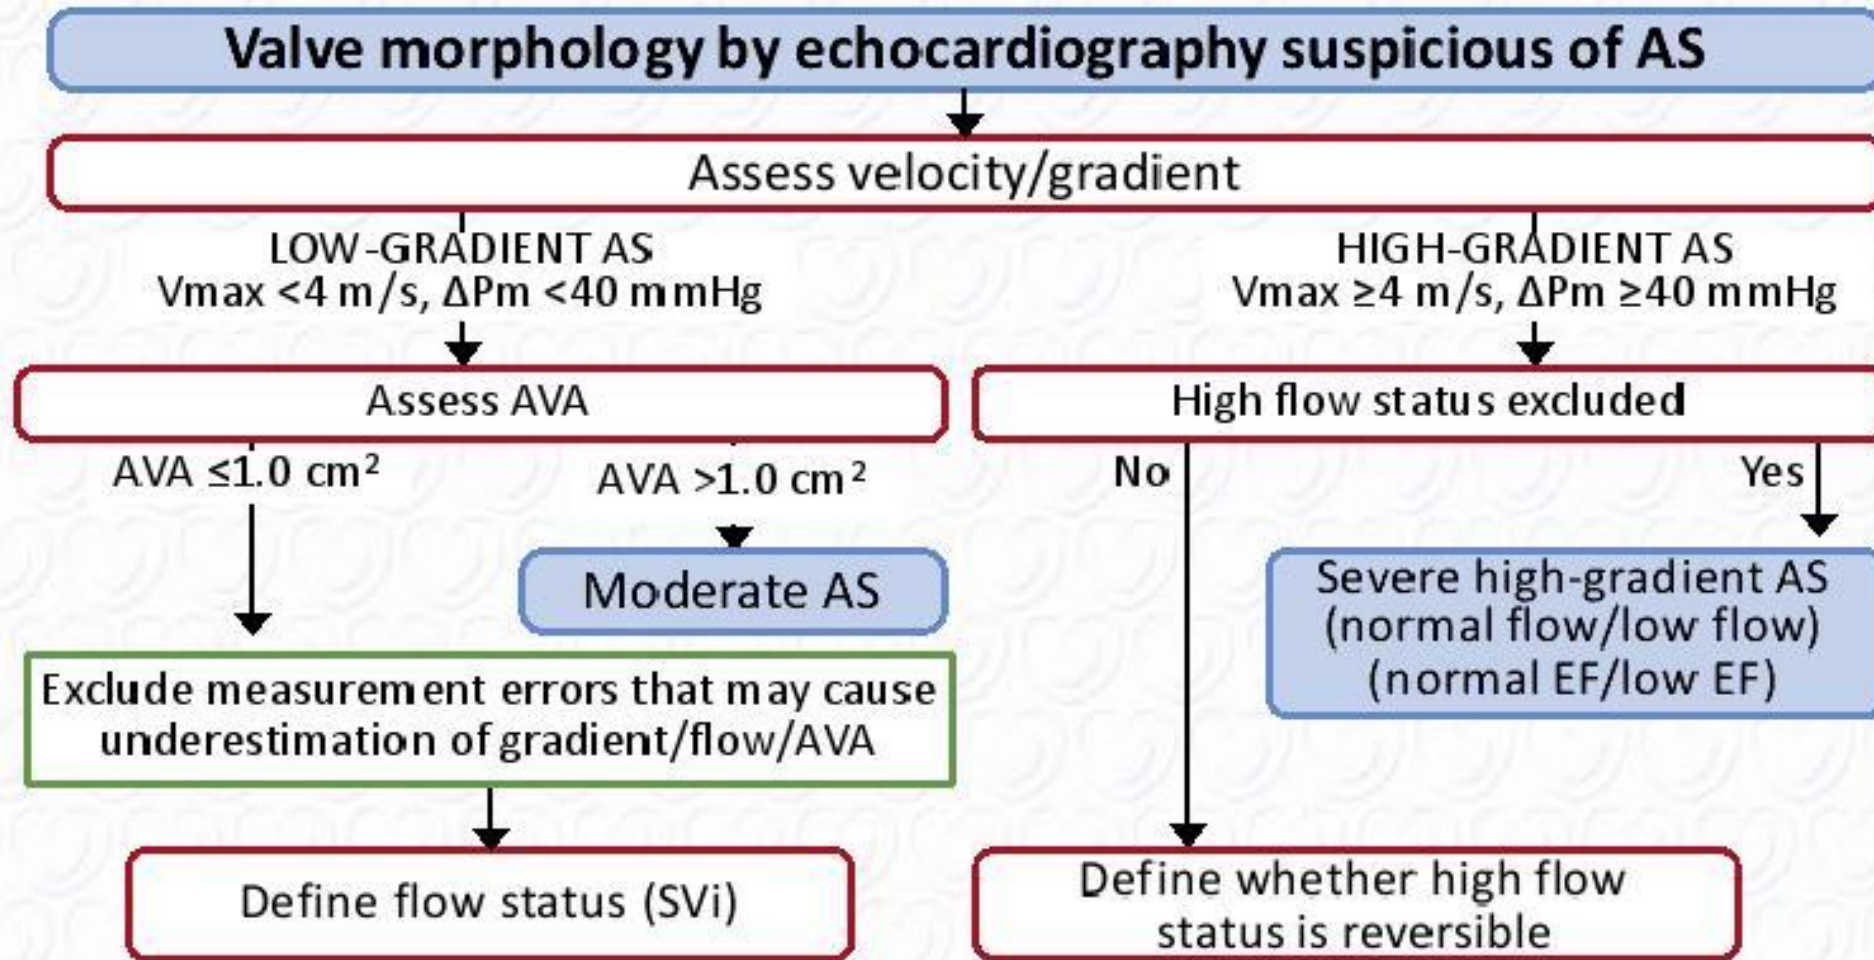 Valve morphology by echocardiography suspicious of AS
Assess velocity/gradient
LOW-GRADIENT AS
Vmax <4 m/s, ΔPm <40 mmHg
HIGH-GRADIENT AS
Vmax ≥4 m/s, ΔPm ≥40 mmHg
Assess AVA
High flow status excluded
AVA ≤1.0 cm²
AVA >1.0 cm²
No
Yes
Moderate AS
Severe high-gradient AS
(normal flow/low flow)
(normal EF/low EF)
Exclude measurement errors that may cause
underestimation of gradient/flow/AVA
Define flow status (SVi)
Define whether high flow
status is reversible